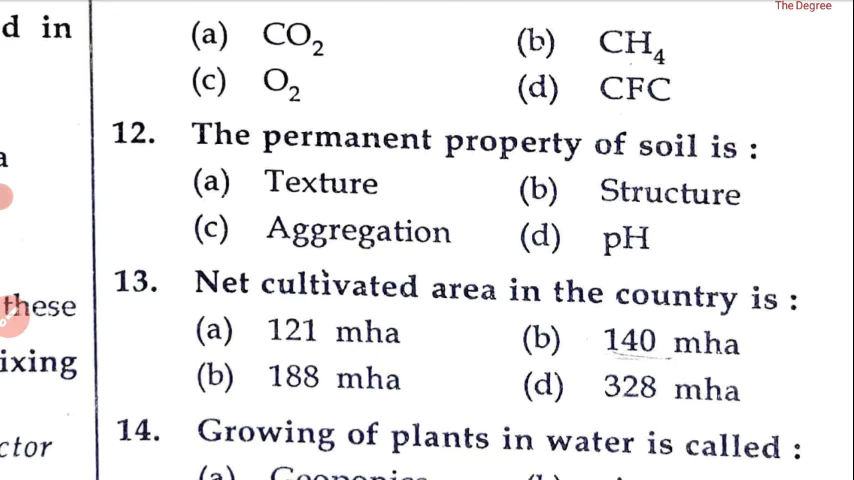 The Degree
d in
(a) CO₂ (b) CH₄
(c) O₂ (d) CFC
12. The permanent property of soil is :
a
(a) Texture (b) Structure
(c) Aggregation (d) pH
13. Net cultivated area in the country is :
these
(a) 121 mha (b) 140 mha
ixing
(b) 188 mha (d) 328 mha
14. Growing of plants in water is called :
ctor
(a)